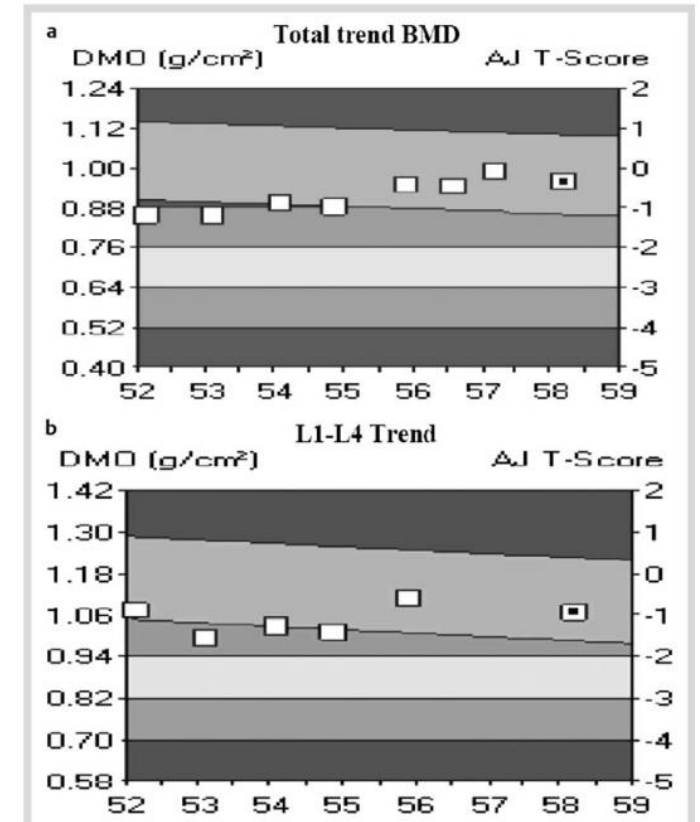 a
Total trend BMD
DMO (g/cm²) AJ T-Score
1.24 2
1.12 1
1.00 0
0.88 -1
0.76 -2
0.64 -3
0.52 -4
0.40 -5
52 53 54 55 56 57 58 59
b
L1-L4 Trend
DMO (g/cm²) AJ T-Score
1.42 2
1.30 1
1.18 0
1.06 -1
0.94 -2
0.82 -3
0.70 -4
0.58 -5
52 53 54 55 56 57 58 59